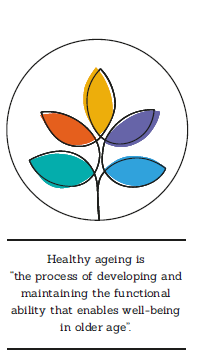 Healthy ageing is
"the process of developing and
maintaining the functional
ability that enables well-being
in older age".